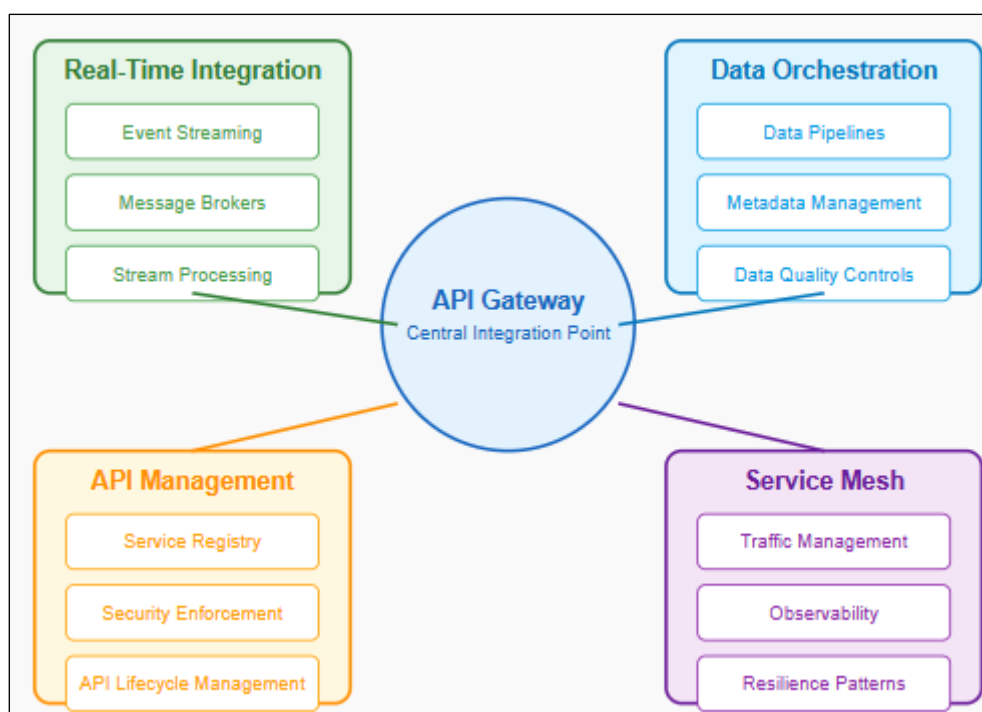 Real-Time Integration
Event Streaming
Message Brokers
Stream Processing
Data Orchestration
Data Pipelines
Metadata Management
Data Quality Controls
API Gateway
Central Integration Point
API Management
Service Registry
Security Enforcement
API Lifecycle Management
Service Mesh
Traffic Management
Observability
Resilience Patterns